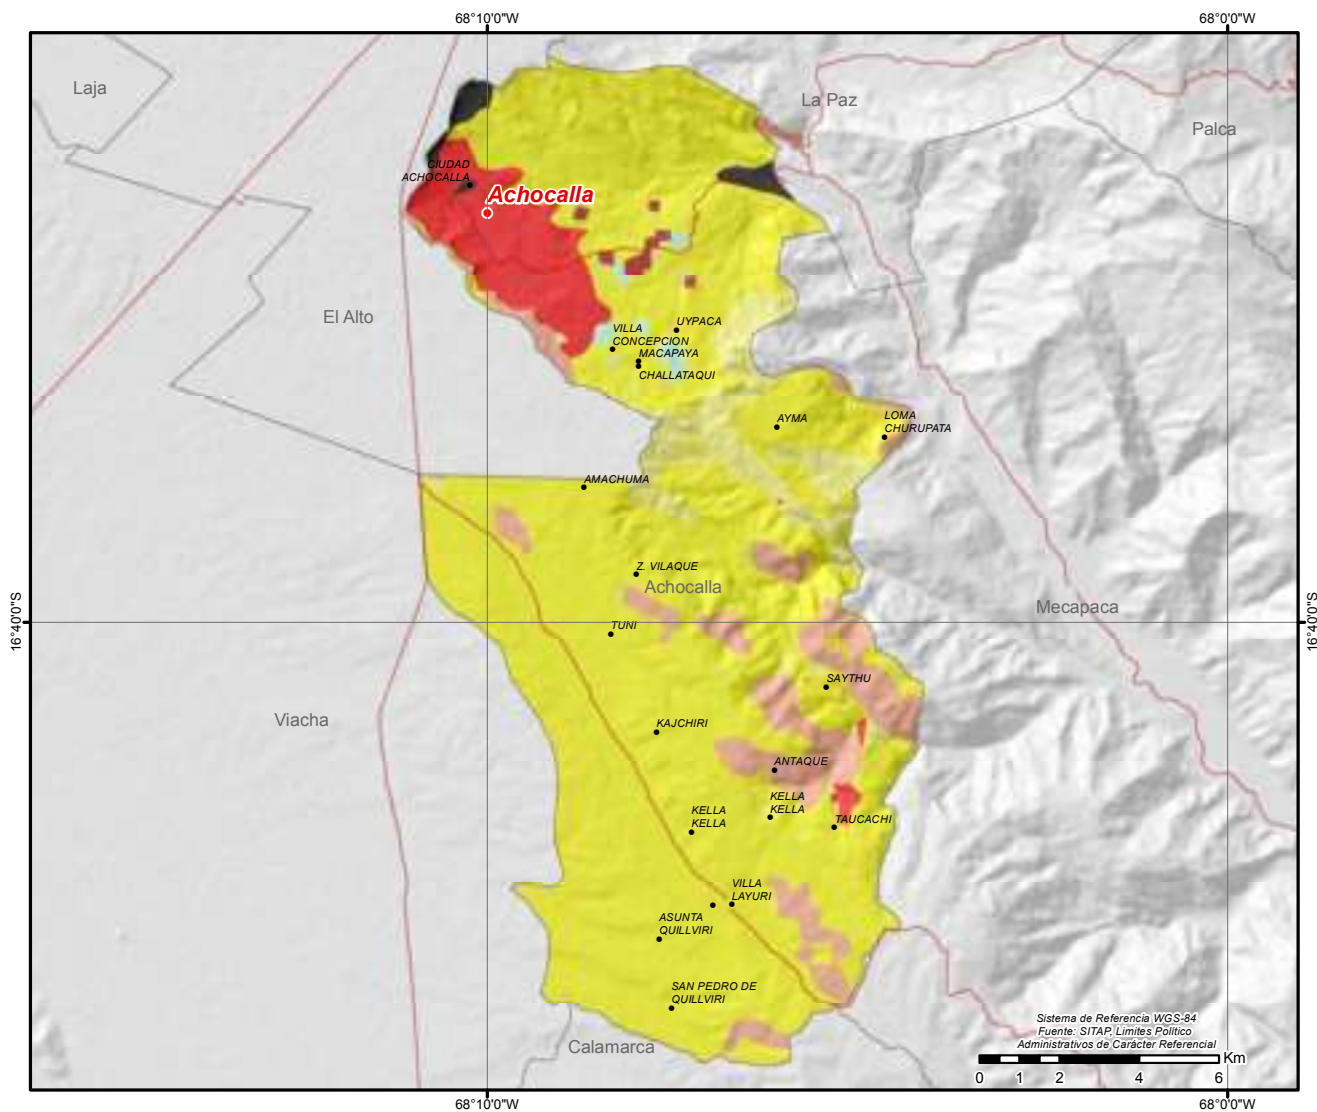 68°10'0"W
68°0'0"W
Laja
La Paz
Palca
CIUDAD
ACHOCALLA
Achocalla
El Alto
VILLA
CONCEPCION
UYPACA
MACAPAYA
CHALLATAQUI
AYMA
LOMA
CHURUPATA
AMACHUMA
Z. VILAQUE
Achocalla
Mecapaca
16°40'0"S
16°40'0"S
TUNI
SAYTHU
Viacha
KAJCHIRI
ANTAQUE
KELLA
KELLA
KELLA
KELLA
TAUCACHI
VILLA
LAYURI
ASUNTA
QUILLVIRI
SAN PEDRO DE
QUILLVIRI
Calamarca
Sistema de Referencia WGS-84
Fuente: SITAP, Limites Político
Administrativos de Carácter Referencial
Km
0 1 2 4 6
68°10'0"W
68°0'0"W